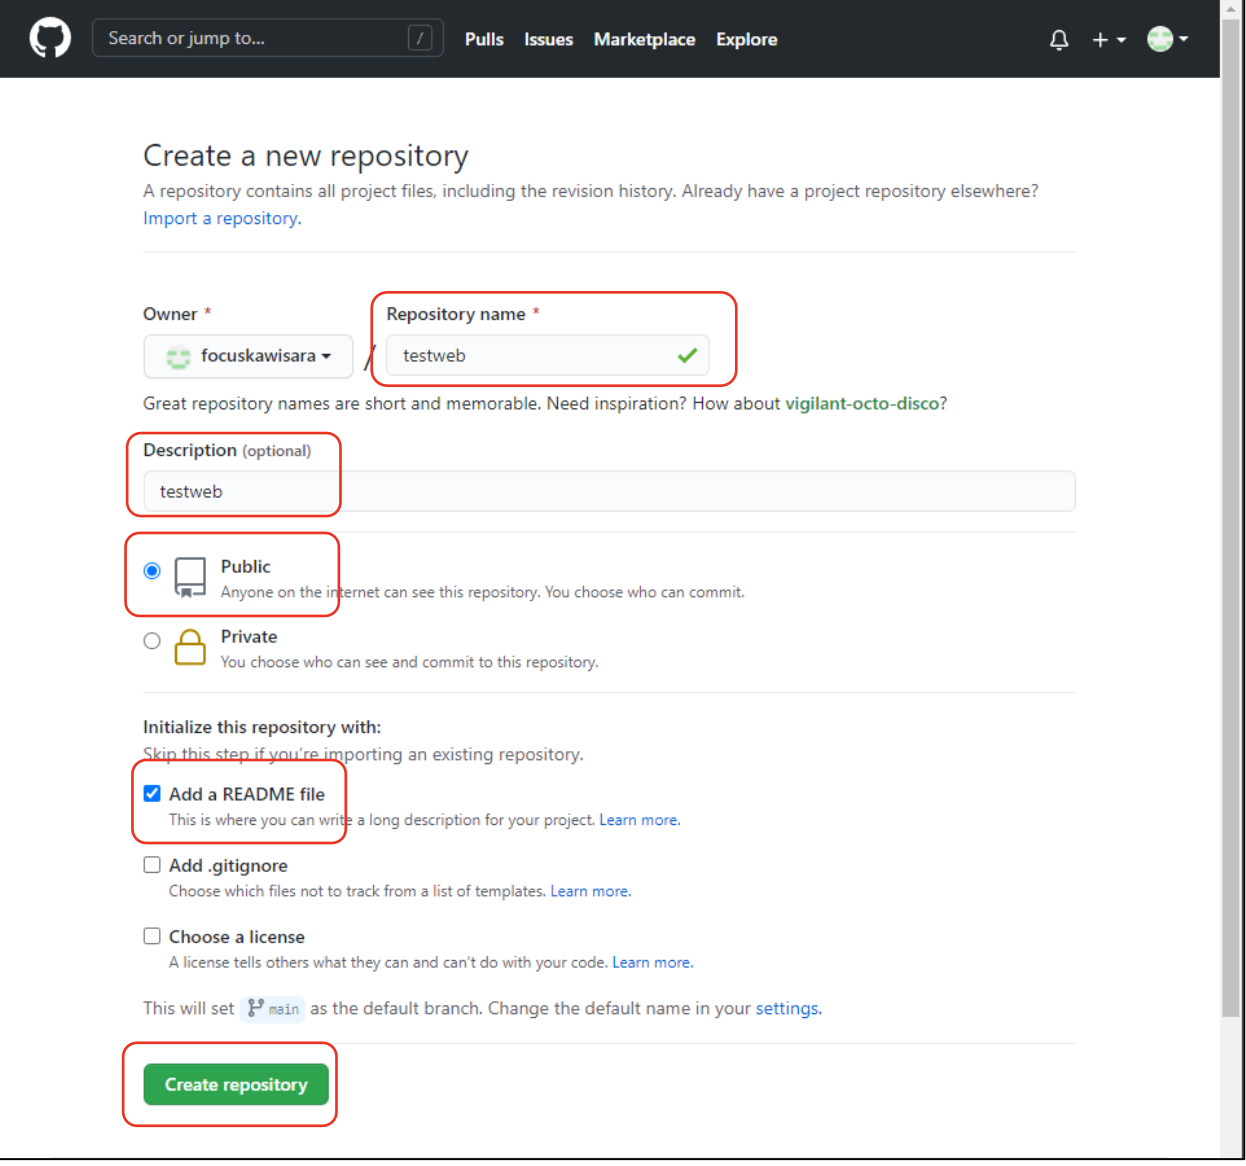 Search or jump to...
/
Pulls Issues Marketplace Explore
Create a new repository
A repository contains all project files, including the revision history. Already have a project repository elsewhere?
Import a repository.
Owner * Repository name *
focuskawisara / testweb
Great repository names are short and memorable. Need inspiration? How about vigilant-octo-disco?
Description (optional)
testweb
Public
Anyone on the internet can see this repository. You choose who can commit.
Private
You choose who can see and commit to this repository.
Initialize this repository with:
Skip this step if you're importing an existing repository.
Add a README file
This is where you can write a long description for your project. Learn more.
Add .gitignore
Choose which files not to track from a list of templates. Learn more.
Choose a license
A license tells others what they can and can't do with your code. Learn more.
This will set main as the default branch. Change the default name in your settings.
Create repository